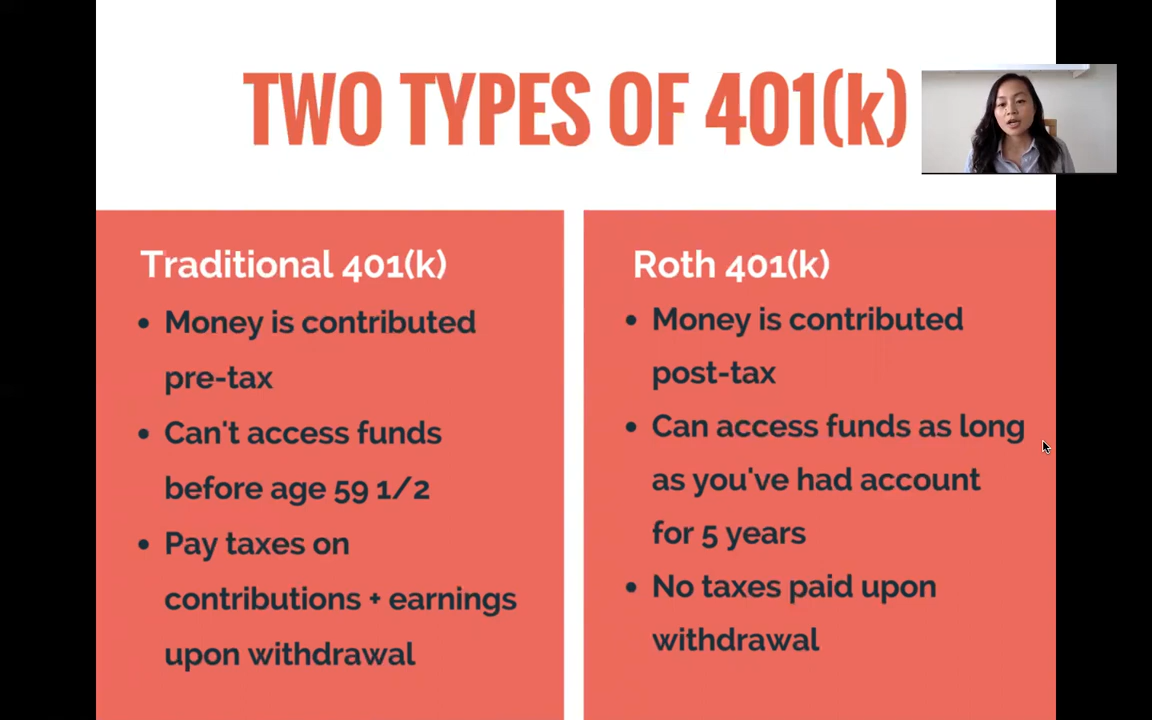 TWO TYPES OF 401(k)
Traditional 401(k)
• Money is contributed
pre-tax
• Can't access funds
before age 59 1/2
• Pay taxes on
contributions + earnings
upon withdrawal
Roth 401(k)
• Money is contributed
post-tax
• Can access funds as long
as you've had account
for 5 years
• No taxes paid upon
withdrawal